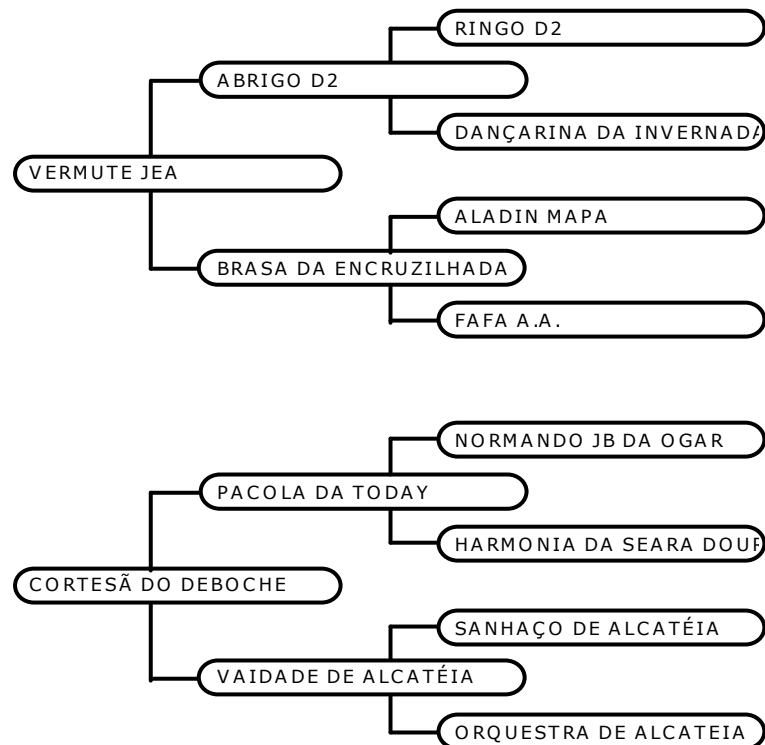 RINGO D2
ABRIGO D2
DANÇARINA DA INVERNADA
VERMUTE JEA
ALADIN MAPA
BRASA DA ENCRUZILHADA
FAFA A.A.
NORMANDO JB DA OGAR
PACOLA DA TODAY
HARMONIA DA SEARA
CORTESÃ DO DEBOCHE
SANHAÇO DE ALCATÉIA
VAIDADE DE ALCATÉIA
ORQUESTRA DE ALCATEIA